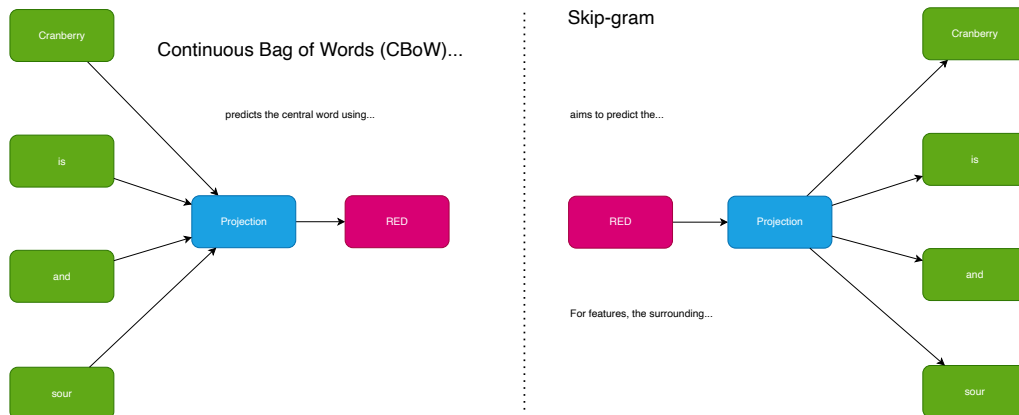 Cranberry
Continuous Bag of Words (CBoW)...
predicts the central word using...
is
Projection
RED
and
sour
Skip-gram
Cranberry
aims to predict the...
is
RED
Projection
and
For features, the surrounding...
sour